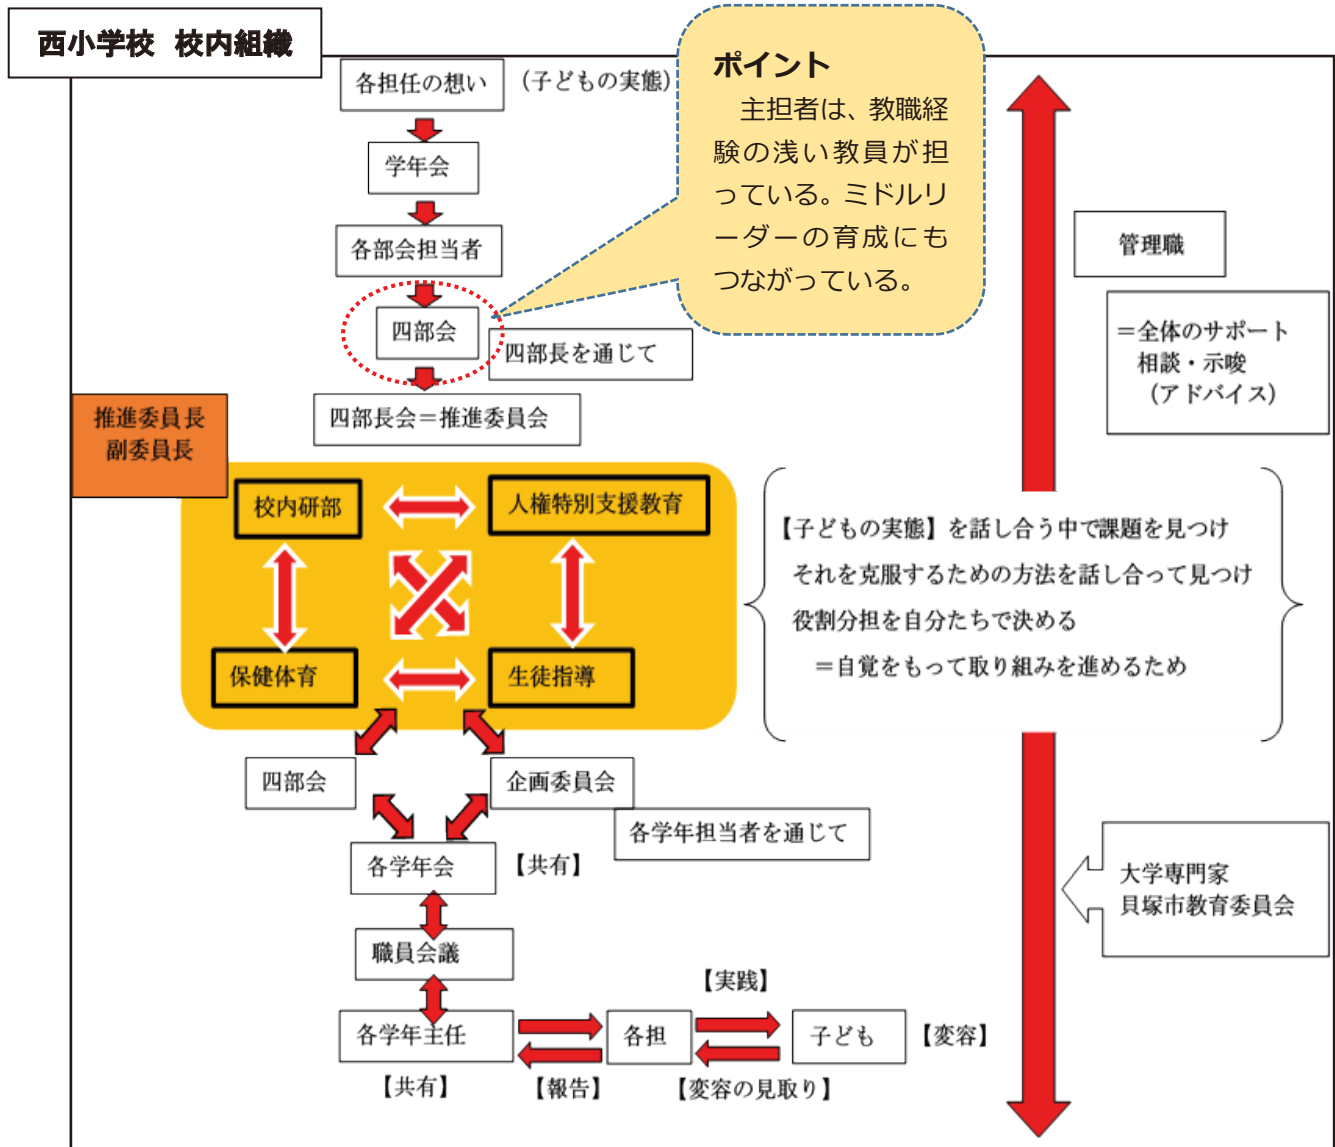 西小学校 校内組織
各担任の想い
(子どもの実態)
学年会
各部会担当者
四部会
四部長を通じて
四部長会＝推進委員会
ポイント
主担者は、教職経
験の浅い教員が担
っている。ミドルリ
ーダーの育成にも
つながっている。
管理職
＝全体のサポート
相談・示唆
(アドバイス)
推進委員長
副委員長
校内研部
人権特別支援教育
保健体育
生徒指導
【子どもの実態】を話し合う中で課題を見つけ
それを克服するための方法を話し合って見つけ
役割分担を自分たちで決める
＝自覚をもって取り組みを進めるため
四部会
企画委員会
各学年担当者を通じて
各学年会
【共有】
大学専門家
貝塚市教育委員会
職員会議
【実践】
各学年主任
各担
子ども
【変容】
【共有】
【報告】
【変容の見取り】